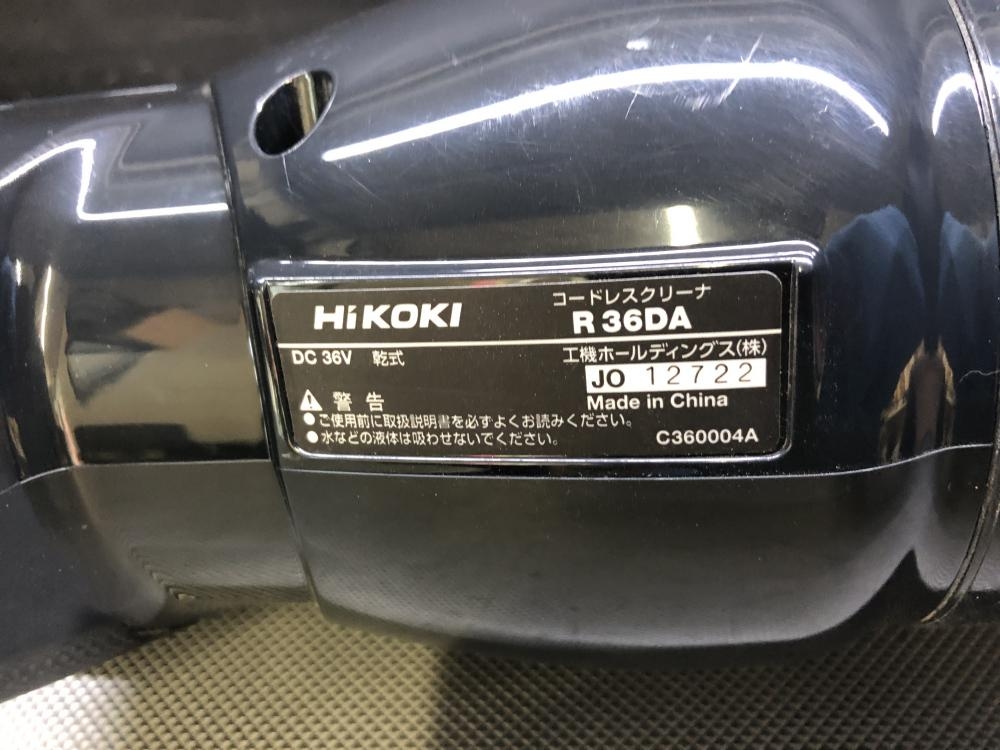 HiKOKI
コードレスクリーナ
R 36DA
DC 36V 乾式
工機ホールディングス(株)
JO 12722
Made in China
警告
●ご使用前に取扱説明書を必ずよくお読みください。
●水などの液体は吸わせないでください。
C360004A